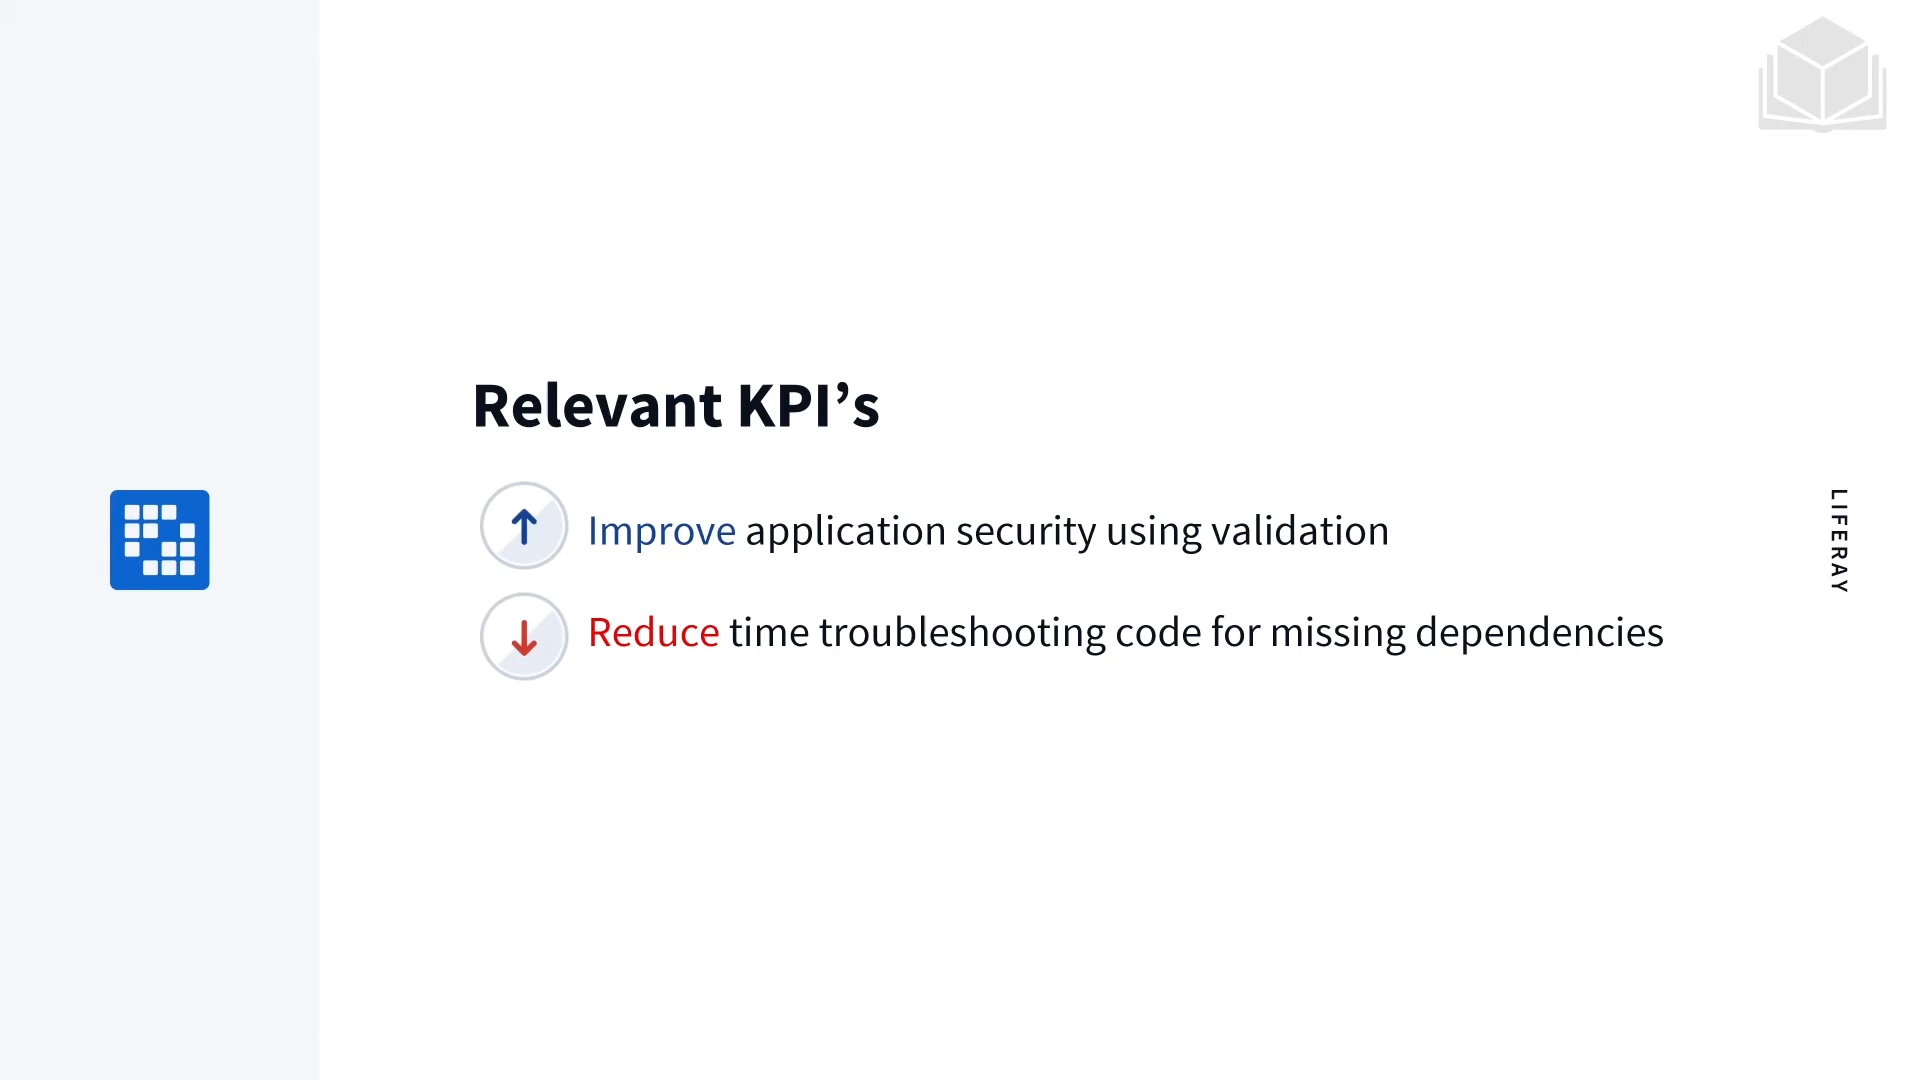 Relevant KPI’s
Improve application security using validation
Reduce time troubleshooting code for missing dependencies
LIFERAY